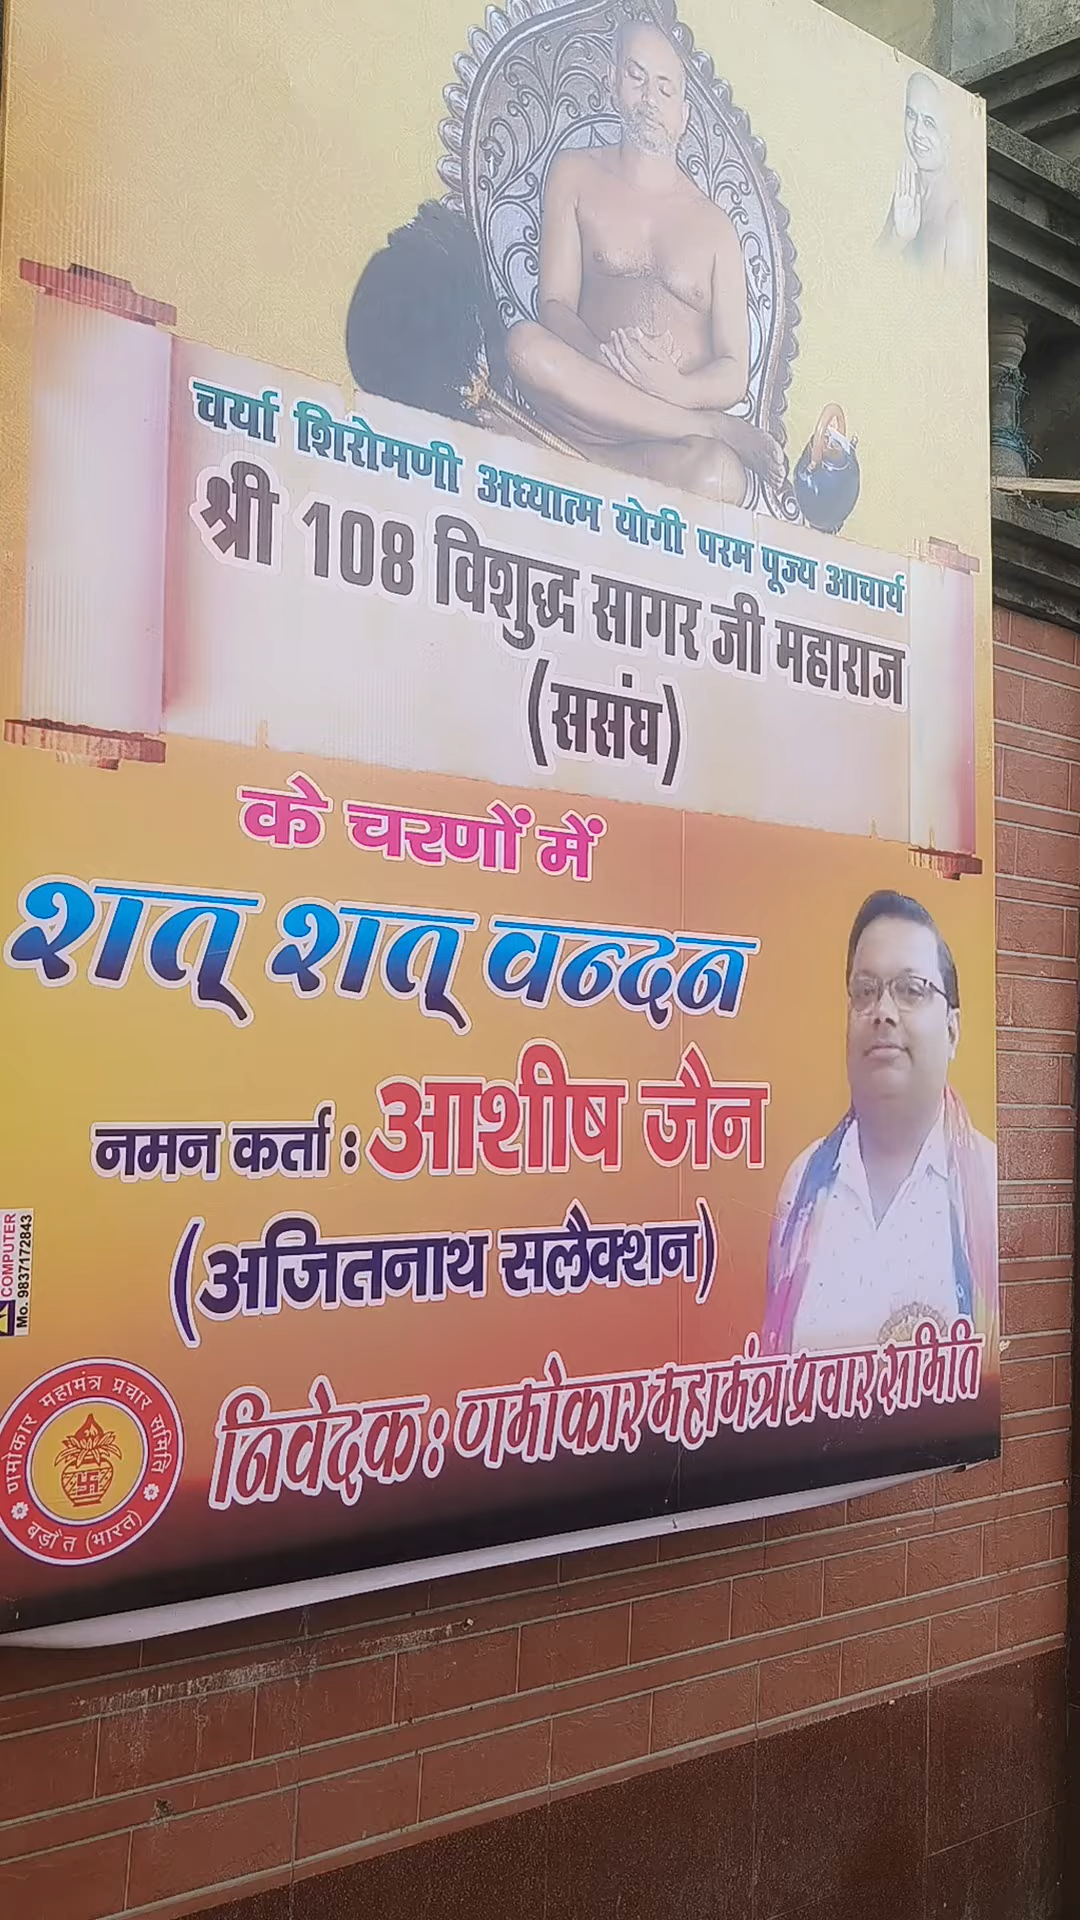 चर्या शिरोमणी अध्यात्म योगी परम पूज्य आचार्य
श्री 108 विशुद्ध सागर जी महाराज
(ससंघ)
के चरणों में
शत् शत् वन्दन
नमन कर्ता : आशीष जैन
(अजितनाथ सलैक्शन)
COMPUTER
Mo. 9837172843
णमोकार महामंत्र प्रचार समिति
बड़ौत (भारत)
निवेदक : णमोकार महामंत्र प्रचार समिति